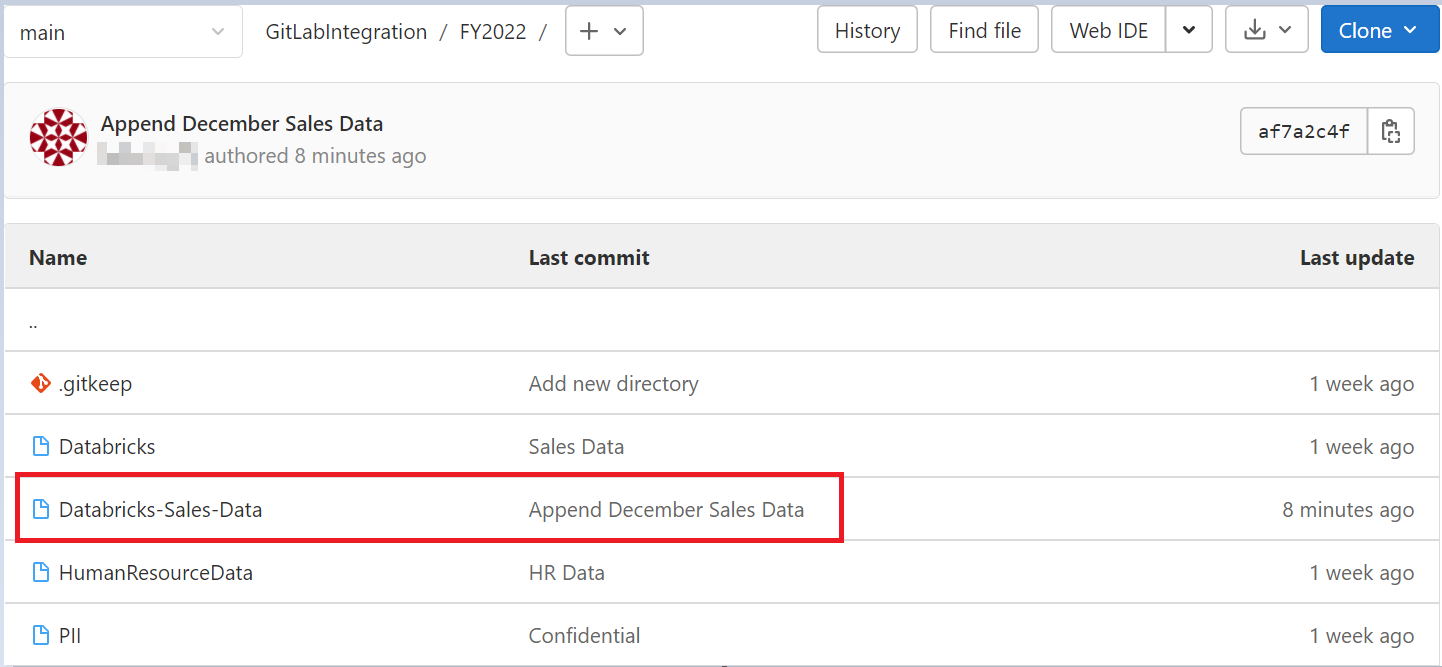 main GitLabIntegration / FY2022 / + History Find file Web IDE Clone
Append December Sales Data
authored 8 minutes ago
af7a2c4f
Name Last commit Last update
..
.gitkeep Add new directory 1 week ago
Databricks Sales Data 1 week ago
Databricks-Sales-Data Append December Sales Data 8 minutes ago
HumanResourceData HR Data 1 week ago
PII Confidential 1 week ago